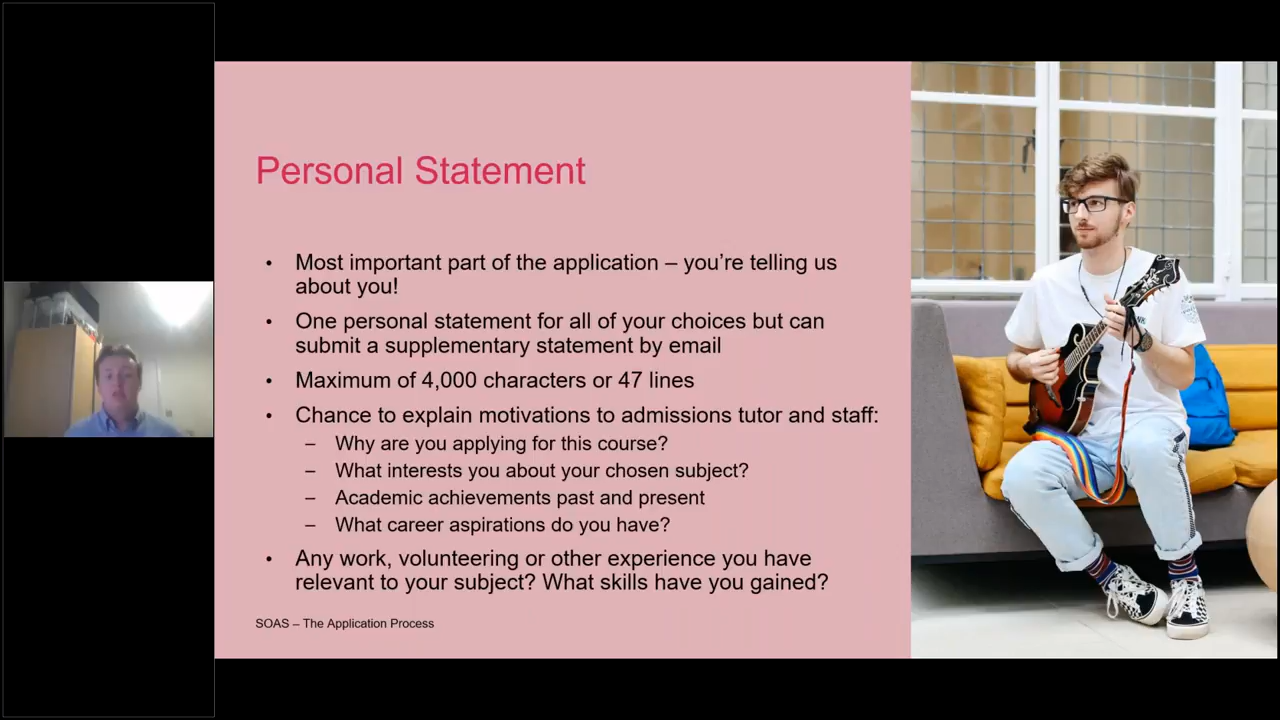 Personal Statement
• Most important part of the application – you’re telling us
about you!
• One personal statement for all of your choices but can
submit a supplementary statement by email
• Maximum of 4,000 characters or 47 lines
• Chance to explain motivations to admissions tutor and staff:
– Why are you applying for this course?
– What interests you about your chosen subject?
– Academic achievements past and present
– What career aspirations do you have?
• Any work, volunteering or other experience you have
relevant to your subject? What skills have you gained?
SOAS – The Application Process